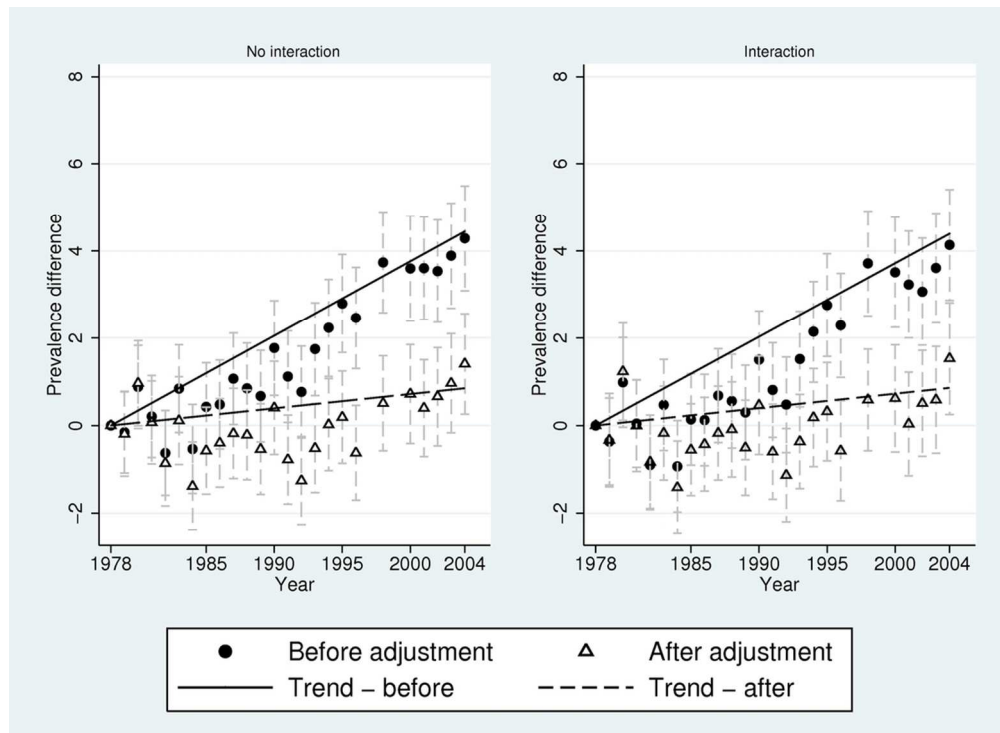 No interaction
Interaction
Prevalence difference
8
6
4
2
0
−2
1978 1985 1990 1995 2000 2004
Year
Prevalence difference
8
6
4
2
0
−2
1978 1985 1990 1995 2000 2004
Year
Before adjustment
After adjustment
Trend − before
Trend − after